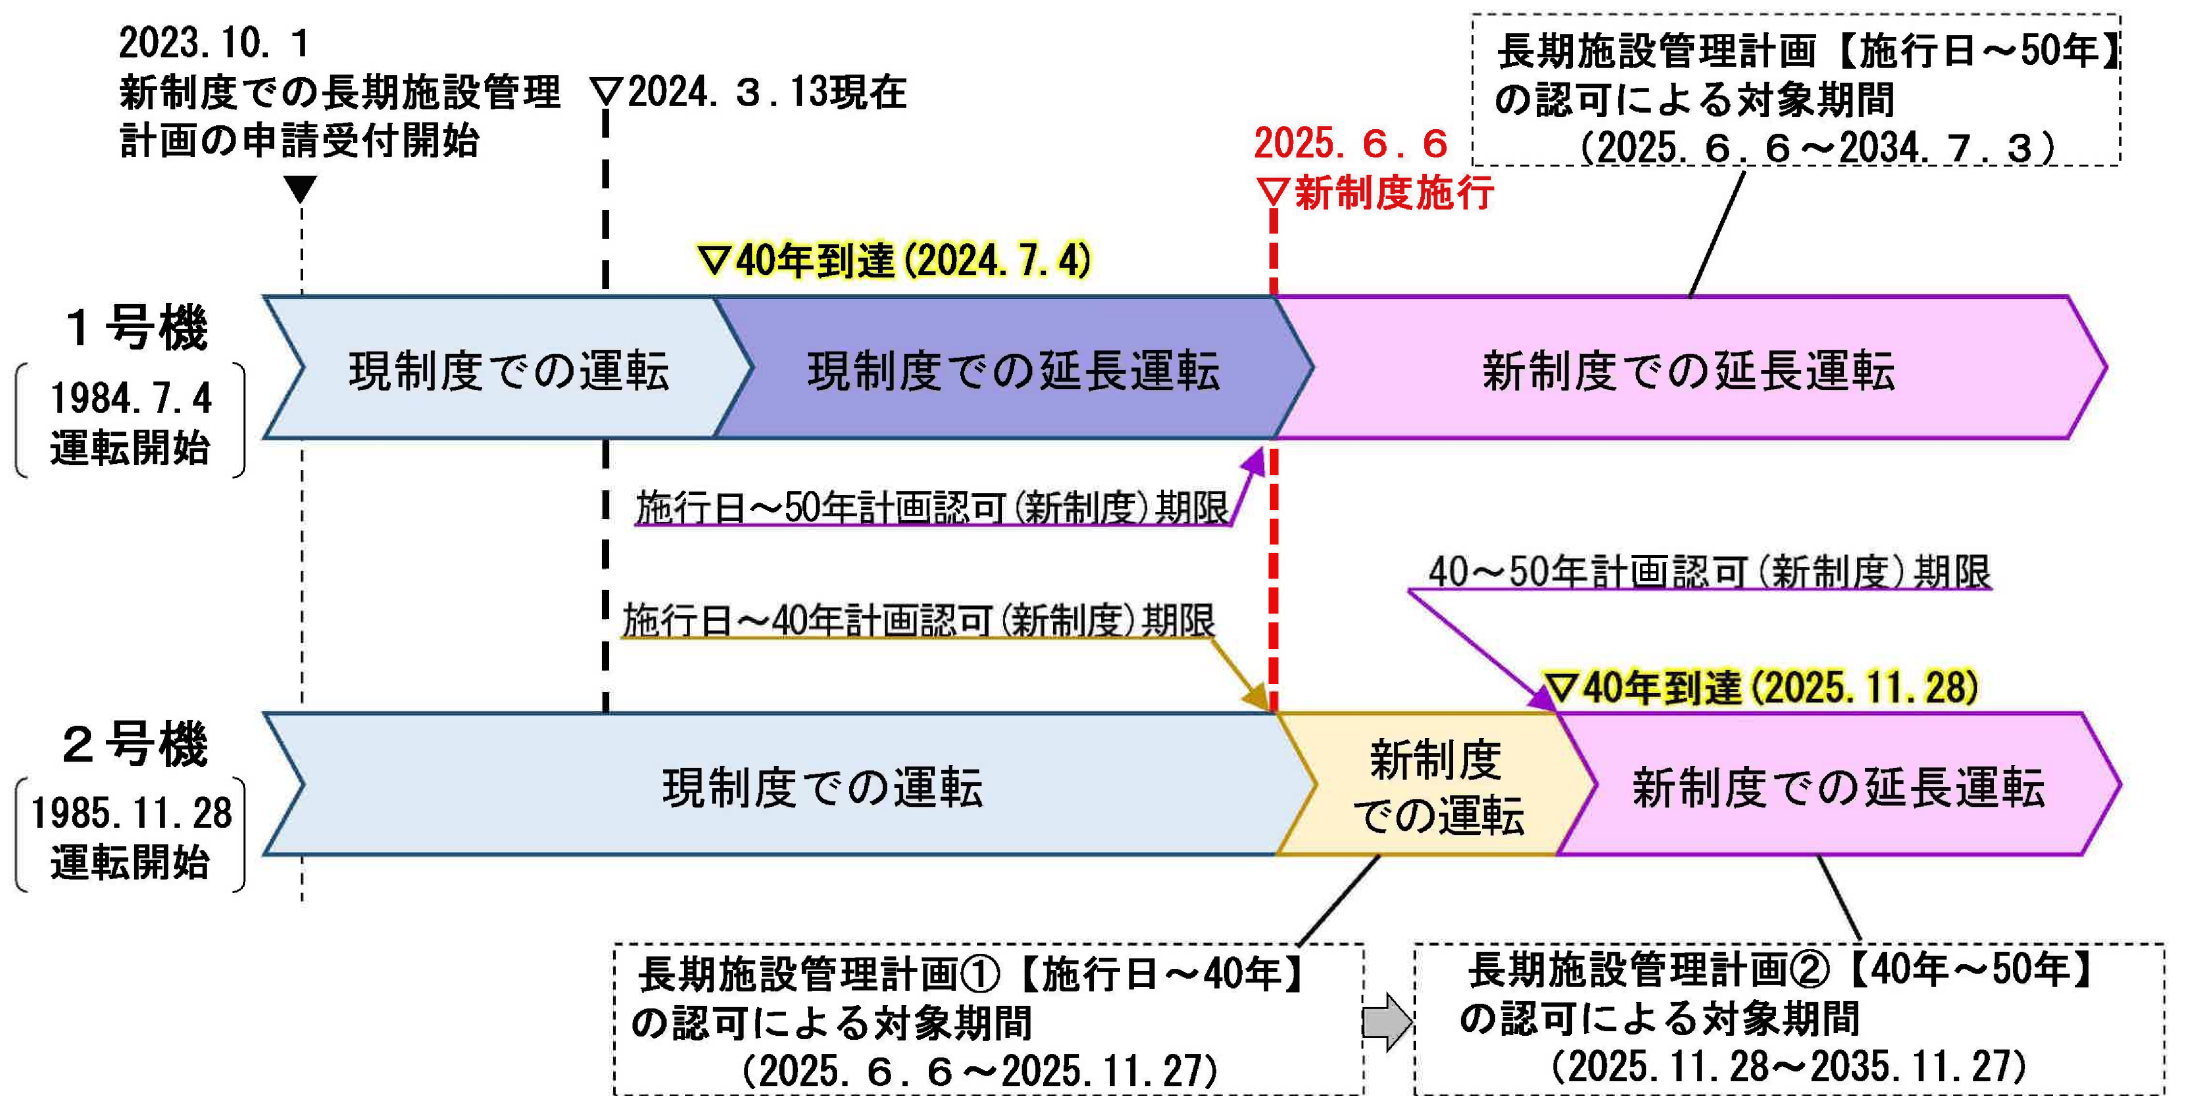 2023.10.１
新制度での長期施設管理
計画の申請受付開始
▼
▽2024.３.13現在
2025.６.６
▽新制度施行
長期施設管理計画【施行日～50年】
の認可による対象期間
（2025.６.６～2034.７.３）
▽40年到達(2024.7.4)
１号機
1984.7.4
運転開始
現制度での運転
現制度での延長運転
新制度での延長運転
施行日～50年計画認可(新制度)期限
40～50年計画認可(新制度)期限
施行日～40年計画認可(新制度)期限
▽40年到達(2025.11.28)
２号機
1985.11.28
運転開始
現制度での運転
新制度
での運転
新制度での延長運転
長期施設管理計画①【施行日～40年】
の認可による対象期間
（2025.６.６～2025.11.27）
長期施設管理計画②【40年～50年】
の認可による対象期間
（2025.11.28～2035.11.27）